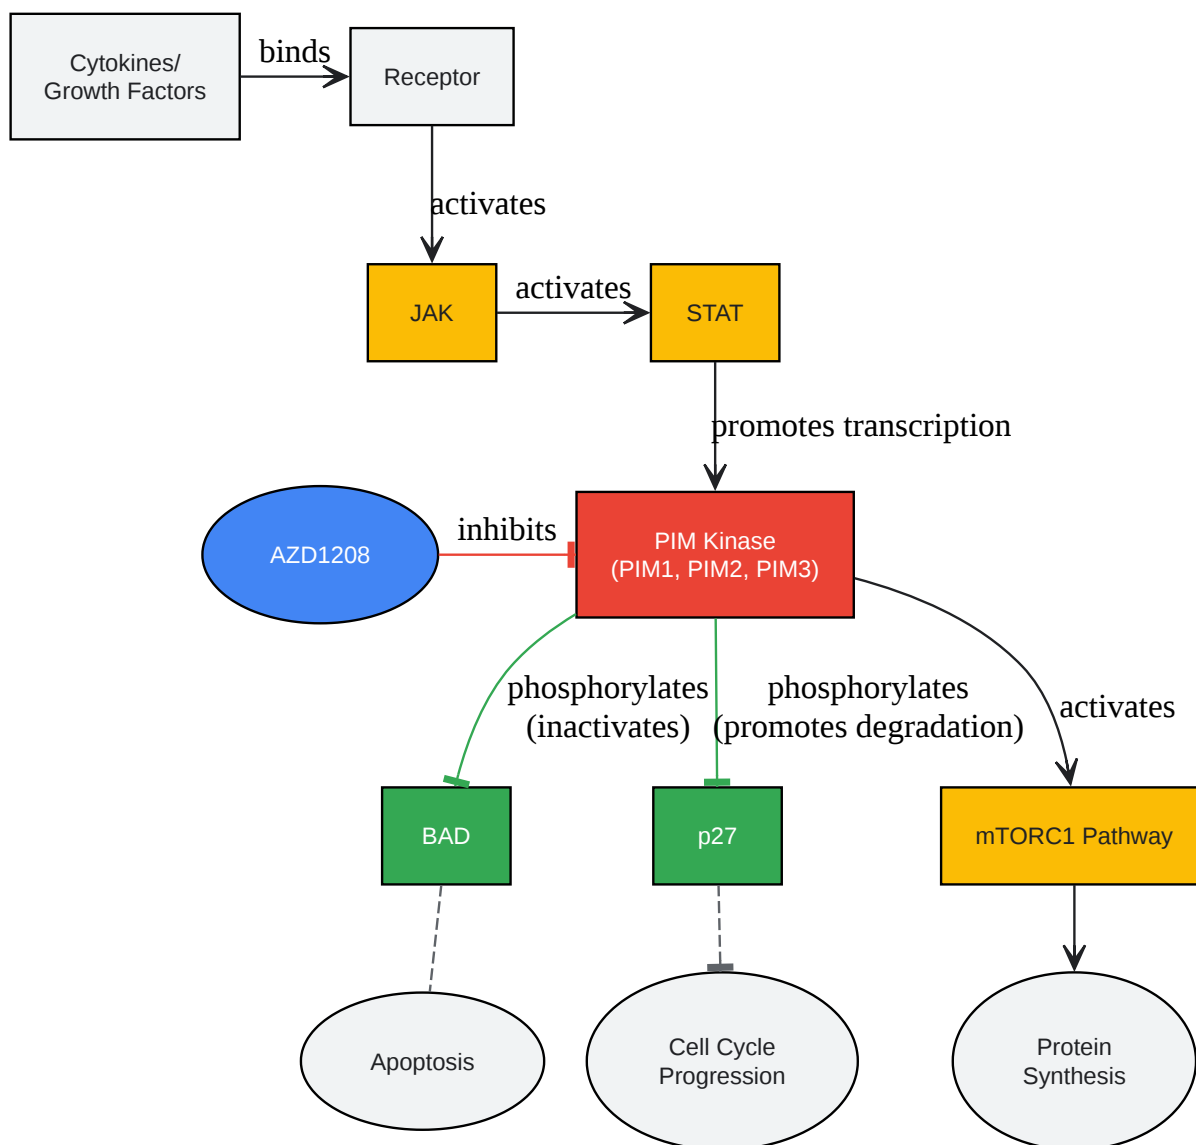 Cytokines/
Growth Factors
binds
Receptor
activates
JAK
activates
STAT
promotes transcription
AZD1208
inhibits
PIM Kinase
(PIM1, PIM2, PIM3)
phosphorylates
(inactivates)
phosphorylates
(promotes degradation)
activates
BAD
p27
mTORC1 Pathway
Apoptosis
Cell Cycle
Progression
Protein
Synthesis